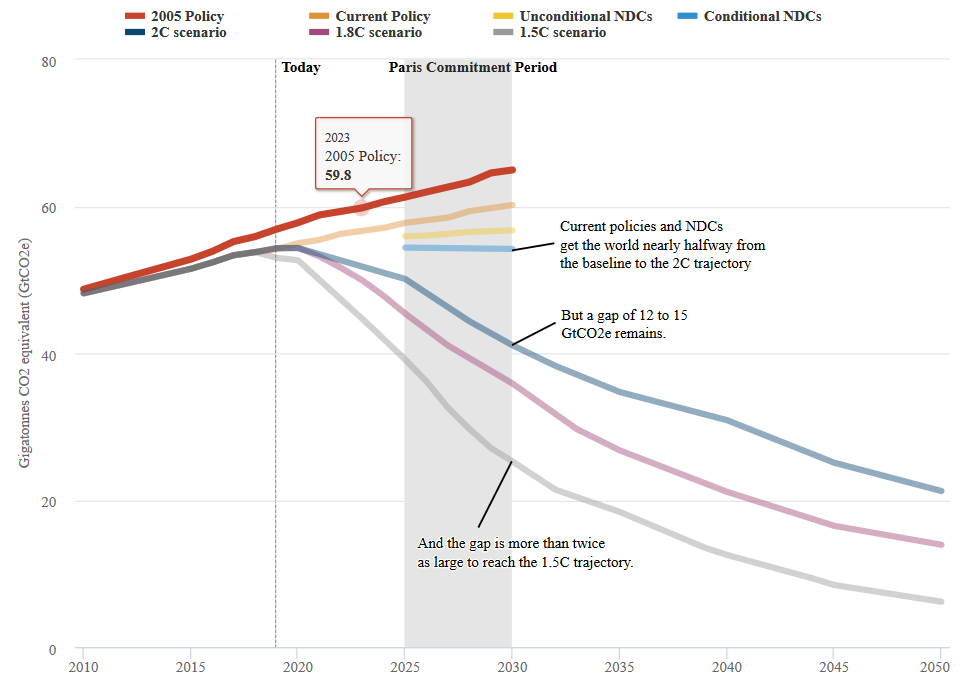 2005 Policy
Current Policy
Unconditional NDCs
Conditional NDCs
2C scenario
1.8C scenario
1.5C scenario
80
Today
Paris Commitment Period
2023
2005 Policy:
59.8
60
Current policies and NDCs
get the world nearly halfway from
the baseline to the 2C trajectory
But a gap of 12 to 15
GtCO2e remains.
Gigatonnes CO2 equivalent (GtCO2e)
40
20
And the gap is more than twice
as large to reach the 1.5C trajectory.
0
2010
2015
2020
2025
2030
2035
2040
2045
2050